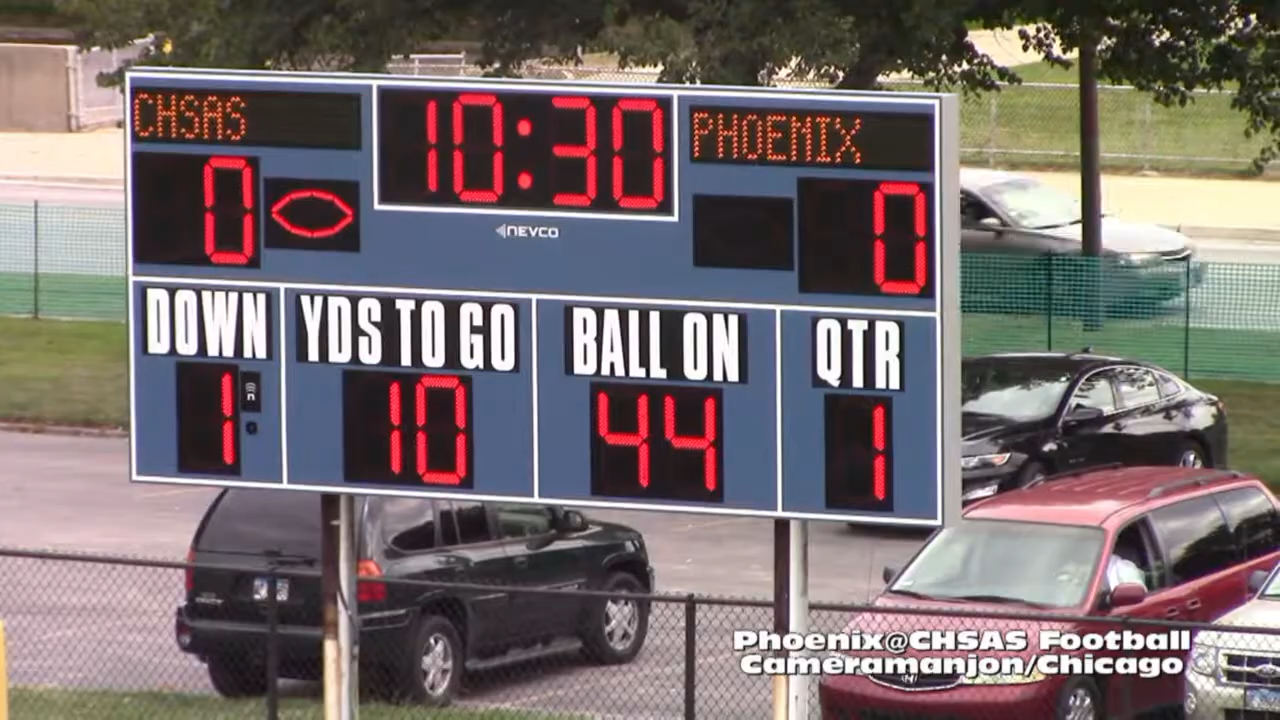 CHSAS 10:30 PHOENIX
0 0
NEVCO
DOWN YDS TO GO BALL ON QTR
1 10 44 1
Phoenix@CHSAS Football
Cameramanjon/Chicago